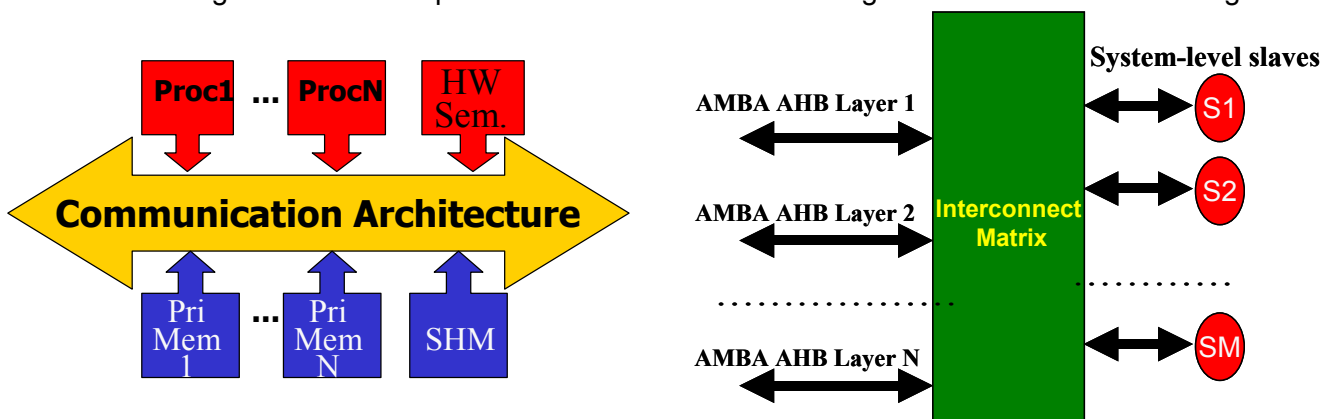 Proc1 ... ProcN
HW
Sem.
Communication Architecture
Pri
Mem
1
...
Pri
Mem
N
SHM
System-level slaves
AMBA AHB Layer 1
S1
AMBA AHB Layer 2
S2
Interconnect
Matrix
AMBA AHB Layer N
SM